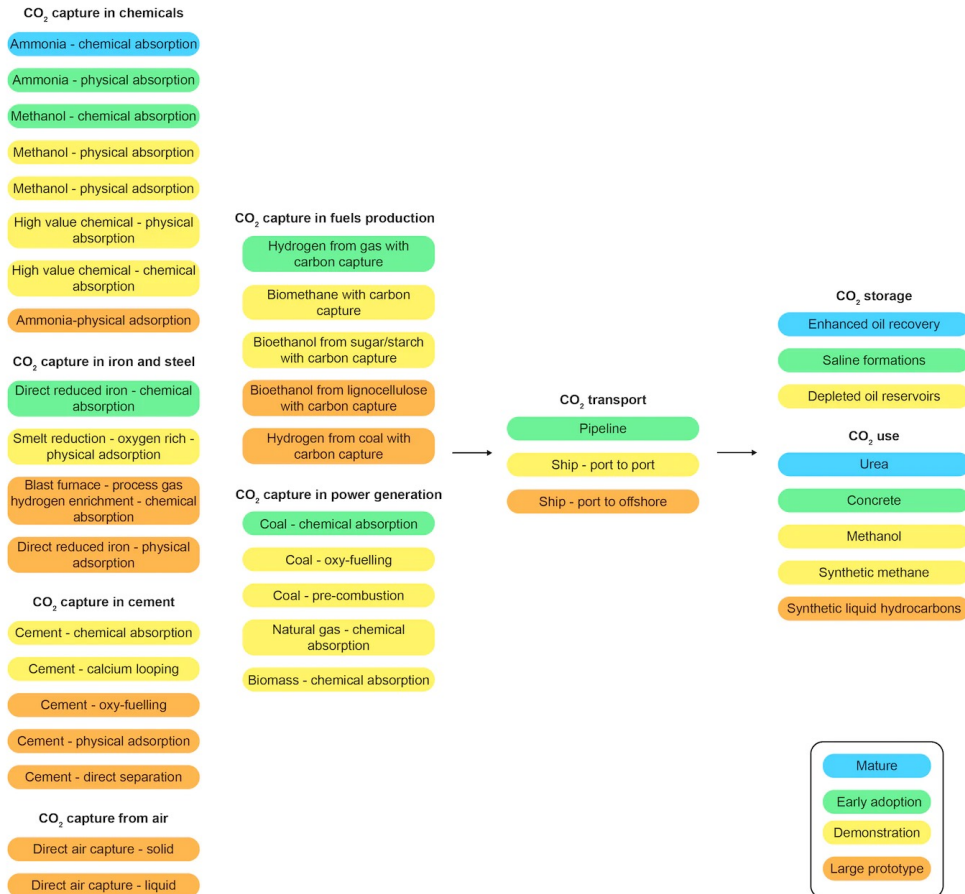 CO₂ capture in chemicals
Ammonia - chemical absorption
Ammonia - physical absorption
Methanol - chemical absorption
Methanol - physical absorption
Methanol - physical adsorption
High value chemical - physical
absorption
High value chemical - chemical
absorption
Ammonia-physical adsorption
CO₂ capture in iron and steel
Direct reduced iron - chemical
absorption
Smelt reduction - oxygen rich -
physical adsorption
Blast furnace - process gas
hydrogen enrichment - chemical
absorption
Direct reduced iron - physical
adsorption
CO₂ capture in cement
Cement - chemical absorption
Cement - calcium looping
Cement - oxy-fuelling
Cement - physical adsorption
Cement - direct separation
CO₂ capture from air
Direct air capture - solid
Direct air capture - liquid
CO₂ capture in fuels production
Hydrogen from gas with
carbon capture
Biomethane with carbon
capture
Bioethanol from sugar/starch
with carbon capture
Bioethanol from lignocellulose
with carbon capture
Hydrogen from coal with
carbon capture
CO₂ capture in power generation
Coal - chemical absorption
Coal - oxy-fuelling
Coal - pre-combustion
Natural gas - chemical
absorption
Biomass - chemical absorption
CO₂ transport
Pipeline
Ship - port to port
Ship - port to offshore
CO₂ storage
Enhanced oil recovery
Saline formations
Depleted oil reservoirs
CO₂ use
Urea
Concrete
Methanol
Synthetic methane
Synthetic liquid hydrocarbons
Mature
Early adoption
Demonstration
Large prototype